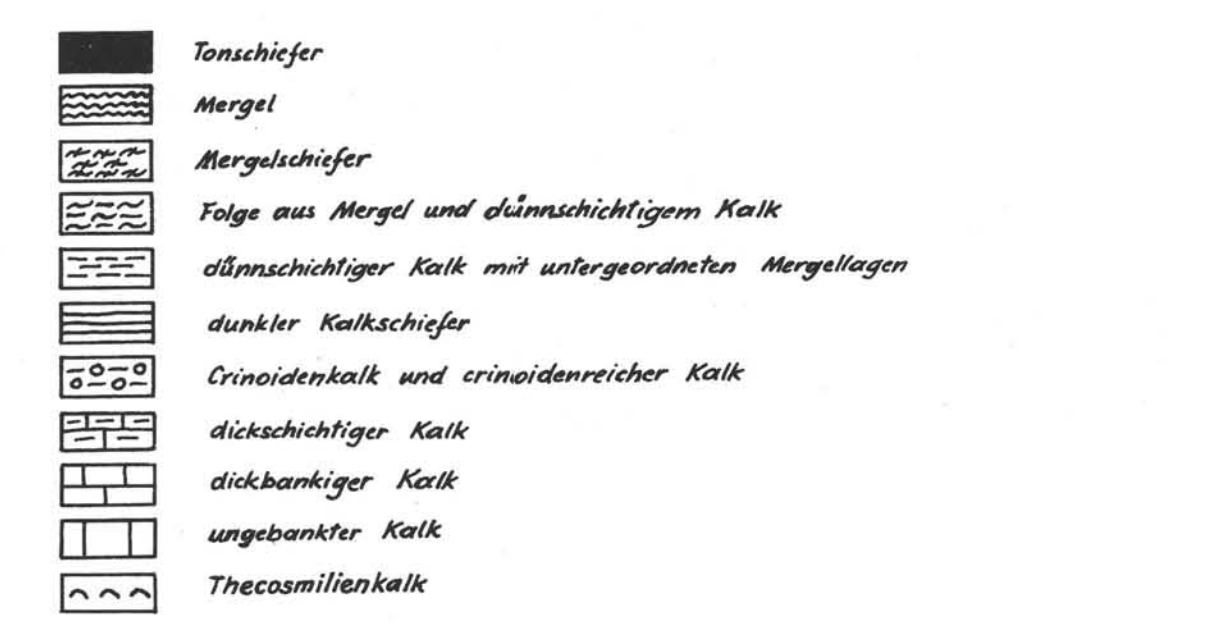 Tonschiefer
Mergel
Mergelschiefer
Folge aus Mergel und dünnschichtigem Kalk
dünnschichtiger Kalk mit untergeordneten Mergellagen
dunkler Kalkschiefer
Crinoidenkalk und crinoidenreicher Kalk
dickschichtiger Kalk
dickbankiger Kalk
ungebankter Kalk
Thecosmilienkalk